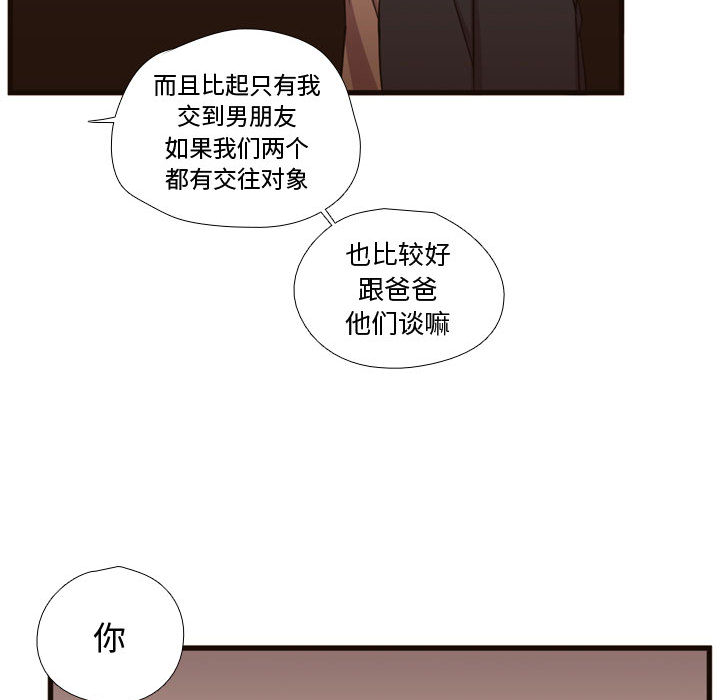 而且比起只有我
交到男朋友
如果我们两个
都有交往对象
也比较好
跟爸爸
他们谈嘛
你